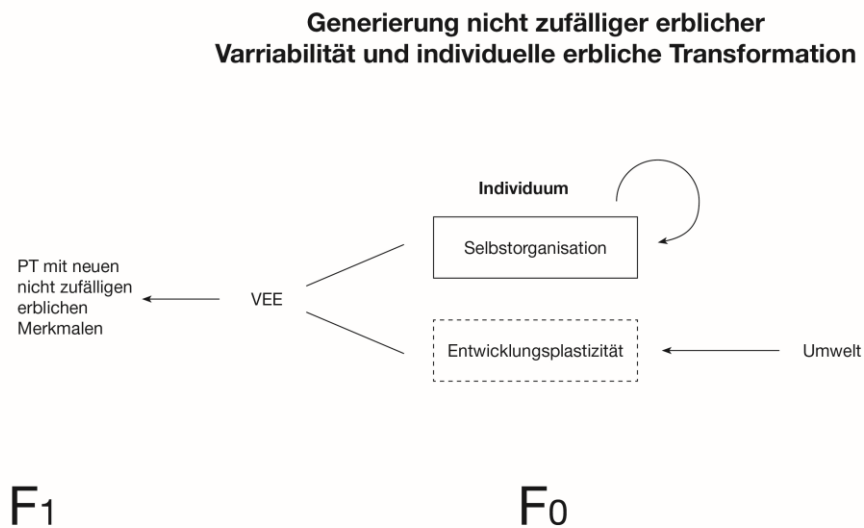 Generierung nicht zufälliger erblicher
Varriabilität und individuelle erbliche Transformation
Individuum
Selbstorganisation
PT mit neuen
nicht zufälligen
erblichen
Merkmalen
VEE
Entwicklungsplastizität
Umwelt
F1
F0